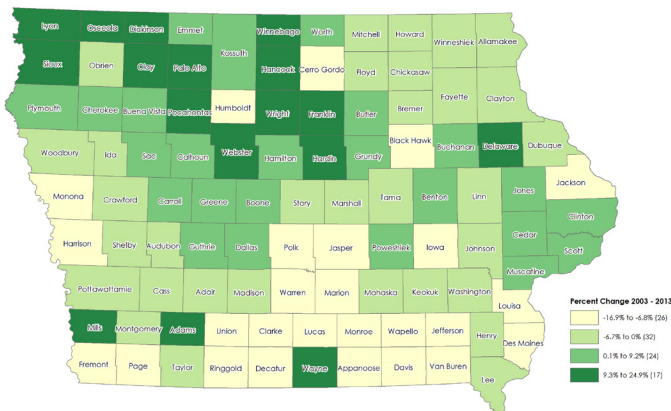 Lyon Osceola Dickinson Emmet Kossuth Winnebago Worth Mitchell Howard Winneshiek Allamakee
Sioux Obrien Clay Palo Alto Hancock Cerro Gordo Floyd Chickasaw
Plymouth Cherokee Buena Vista Pocahontas Humboldt Wright Franklin Butler Bremer Fayette Clayton
Woodbury Ida Sac Calhoun Webster Hamilton Hardin Grundy Black Hawk Buchanan Delaware Dubuque
Monona Crawford Carroll Greene Boone Story Marshall Tama Benton Linn Jones Jackson
Clinton
Harrison Shelby Audubon Guthrie Dallas Polk Jasper Poweshiek Iowa Johnson Cedar Scott
Muscatine
Pottawattamie Cass Adair Madison Warren Marion Mahaska Keokuk Washington Louisa
Mills Montgomery Adams Union Clarke Lucas Monroe Wapello Jefferson Henry Des Moines
Fremont Page Taylor Ringgold Decatur Wayne Appanoose Davis Van Buren Lee
Percent Change 2003 - 2013
-16.9% to -6.8% (26)
-6.7% to 0% (32)
0.1% to 9.2% (24)
9.3% to 24.9% (17)